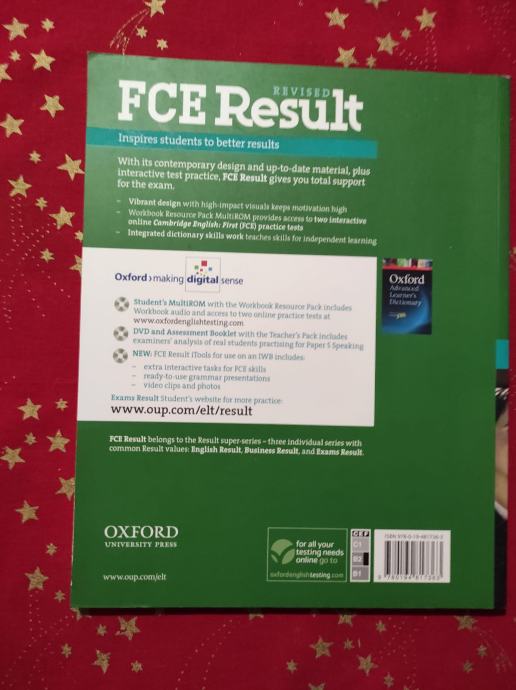 REVISED
FCE Result
Inspires students to better results
With its contemporary design and up-to-date material, plus
interactive test practice, FCE Result gives you total support
for the exam.
– Vibrant design with high-impact visuals keeps motivation high
– Workbook Resource Pack MultiROM provides access to two interactive
online Cambridge English: First (FCE) practice tests
– Integrated dictionary skills work teaches skills for independent learning
Oxford › making digital sense
Student's MultiROM with the Workbook Resource Pack includes
Workbook audio and access to two online practice tests at
www.oxfordenglishtesting.com
DVD and Assessment Booklet with the Teacher's Pack includes
examiners' analysis of real students practising for Paper 5 Speaking
NEW: FCE Result iTools for use on an IWB includes:
– extra interactive tasks for FCE skills
– ready-to-use grammar presentations
– video clips and photos
Exams Result Student's website for more practice:
www.oup.com/elt/result
Oxford
Advanced
Learner's
Dictionary
FCE Result belongs to the Result super-series – three individual series with
common Result values: English Result, Business Result, and Exams Result.
OXFORD
UNIVERSITY PRESS
www.oup.com/elt
for all your
testing needs
online go to
oxfordenglishtesting.com
CEF
C1
B2
B1